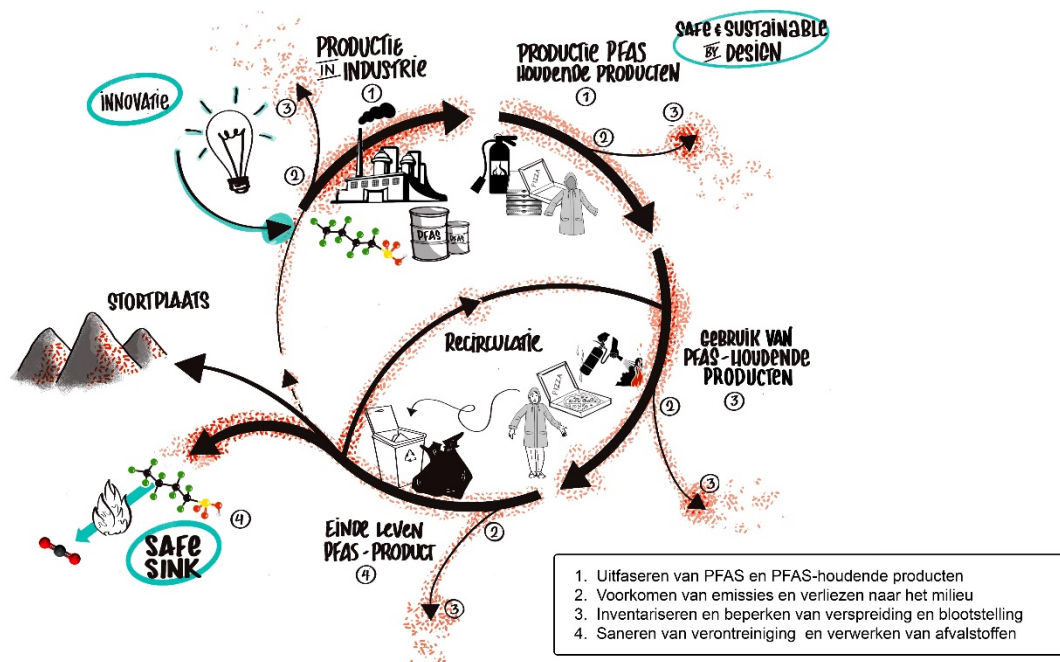 PRODUCTIE
IN INDUSTRIE
①
PRODUCTIE PFAS
HOUDENDE PRODUCTEN
①
SAFE & SUSTAINABLE
BY DESIGN
INNOVATIE
③
②
②
③
PIZZA
PFAS
PFAS
STORTPLAATS
RECIRCULATIE
PIZZA
GEBRUIK VAN
PFAS-HOUDENDE
PRODUCTEN
③
②
③
④
SAFE
SINK
EINDE LEVEN
PFAS-PRODUCT
④
②
③
1. Uitfaseren van PFAS en PFAS-houdende producten
2. Voorkomen van emissies en verliezen naar het milieu
3. Inventariseren en beperken van verspreiding en blootstelling
4. Saneren van verontreiniging en verwerken van afvalstoffen